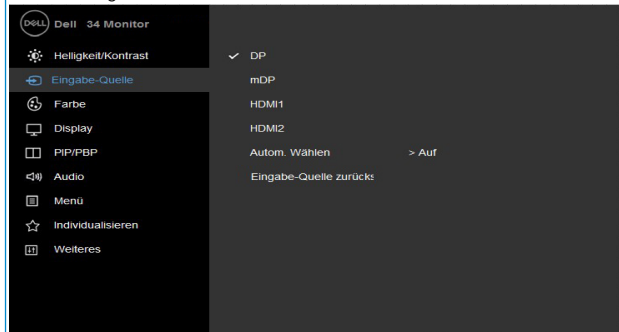 DELL Dell 34 Monitor
Helligkeit/Kontrast
Eingabe-Quelle
Farbe
Display
PIP/PBP
Audio
Menü
Individualisieren
Weiteres
DP
mDP
HDMI1
HDMI2
Autom. Wählen > Auf
Eingabe-Quelle zurücks